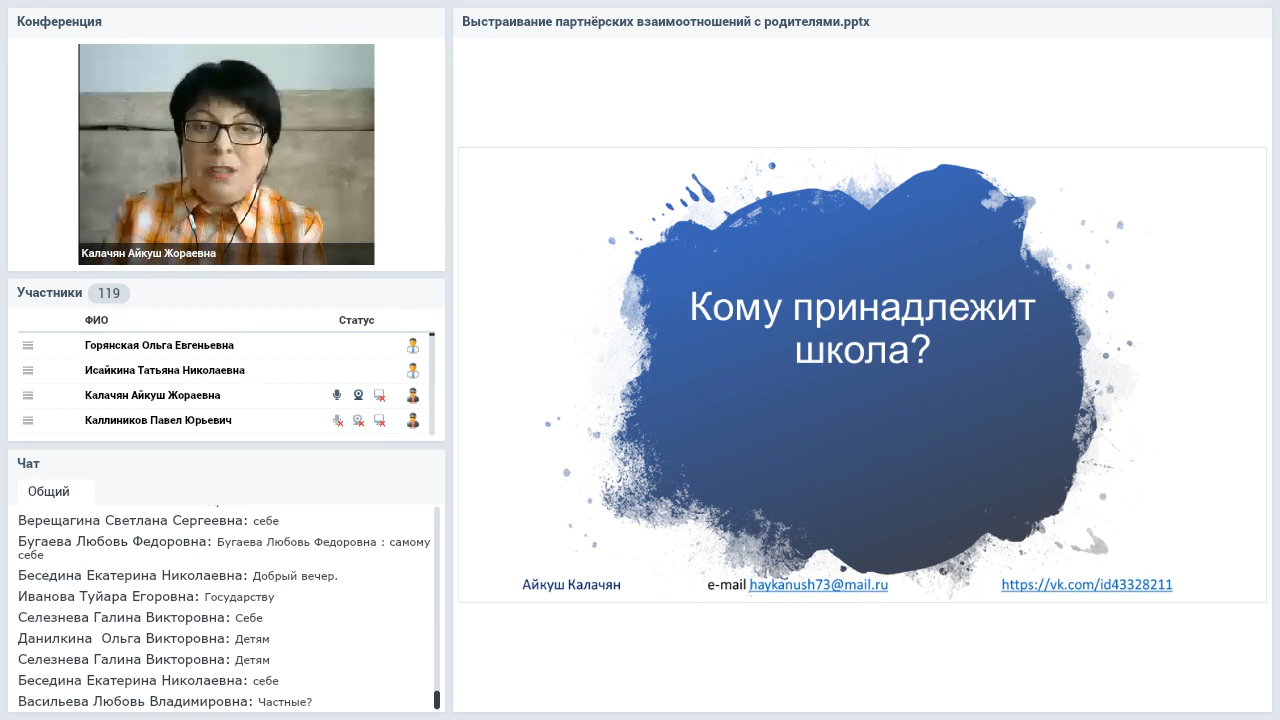 Конференция
Калачян Айкуш Жораевна
Участники 119
ФИО Статус
Горянская Ольга Евгеньевна
Исайкина Татьяна Николаевна
Калачян Айкуш Жораевна
Каллиников Павел Юрьевич
Чат
Общий
Верещагина Светлана Сергеевна: себе
Бугаева Любовь Федоровна: Бугаева Любовь Федоровна : самому
себе
Беседина Екатерина Николаевна: Добрый вечер.
Иванова Туйара Егоровна: Государству
Селезнева Галина Викторовна: Себе
Данилкина  Ольга Викторовна: Детям
Селезнева Галина Викторовна: Детям
Беседина Екатерина Николаевна: себе
Васильева Любовь Владимировна: Частные?
Выстраивание партнёрских взаимоотношений с родителями.pptx
Кому принадлежит
школа?
Айкуш Калачян e-mail haykanush73@mail.ru https://vk.com/id43328211